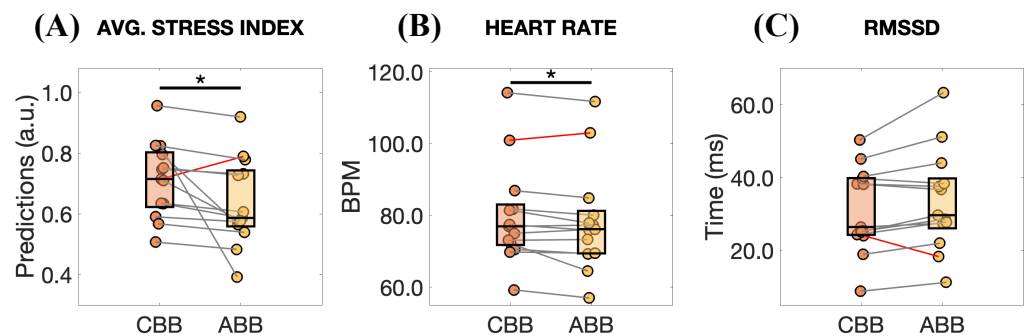 (A) AVG. STRESS INDEX
Predictions (a.u.)
1.0
0.8
0.6
0.4
*
CBB ABB
(B) HEART RATE
BPM
120.0
100.0
80.0
60.0
*
CBB ABB
(C) RMSSD
Time (ms)
60.0
40.0
20.0
CBB ABB